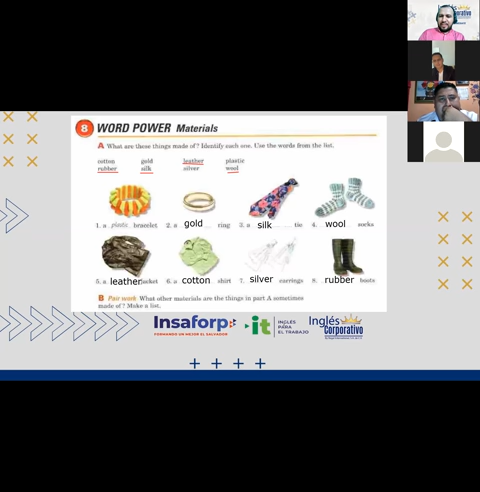 8 WORD POWER Materials
A What are these things made of? Identify each one. Use the words from the list.
cotton gold leather plastic
rubber silk silver wool
1. a plastic bracelet 2. a gold ring 3. a silk tie 4. wool socks
5. a leather jacket 6. a cotton shirt 7. silver earrings 8. rubber boots
B Pair work What other materials are the things in part A sometimes
made of? Make a list.
Insaforp
FORMANDO UN MEJOR EL SALVADOR
it
INGLÉS
PARA
EL TRABAJO
Inglés
Corporativo